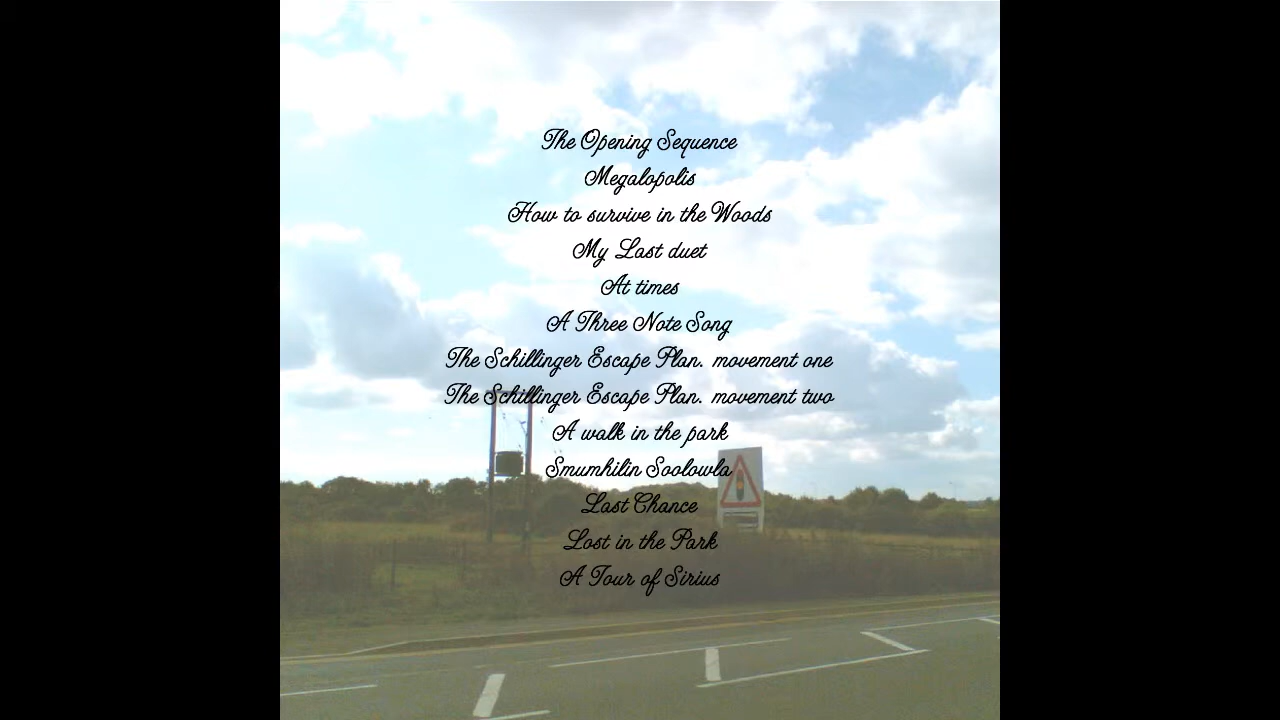 The Opening Sequence
Megalopolis
How to survive in the Woods
My Last duet
At times
A Three Note Song
The Schillinger Escape Plan. movement one
The Schillinger Escape Plan. movement two
A walk in the park
Smumhilin Soolowla
Last Chance
Lost in the Park
A Tour of Sirius